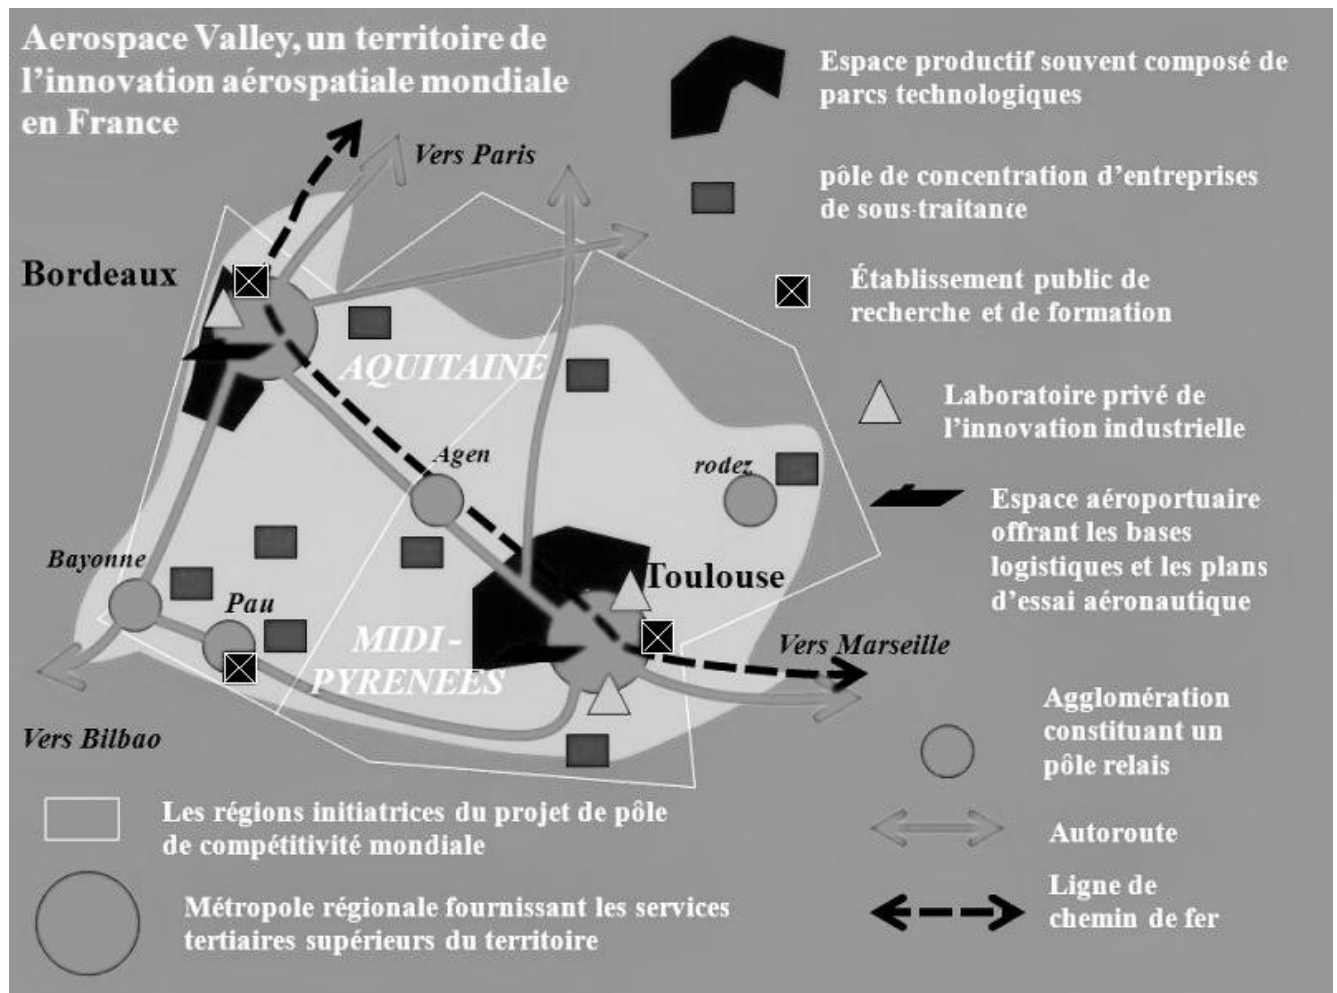 Aerospace Valley, un territoire de
l'innovation aérospatiale mondiale
en France
Vers Paris
Bordeaux
AQUITAINE
Agen
rodez
Bayonne
Pau
Toulouse
MIDI-
PYRENEES
Vers Marseille
Vers Bilbao
Espace productif souvent composé de
parcs technologiques
pôle de concentration d'entreprises
de sous-traitante
Établissement public de
recherche et de formation
Laboratoire privé de
l'innovation industrielle
Espace aéroportuaire
offrant les bases
logistiques et les plans
d'essai aéronautique
Agglomération
constituant un
pôle relais
Autoroute
Ligne de
chemin de fer
Les régions initiatrices du projet de pôle
de compétitivité mondiale
Métropole régionale fournissant les services
tertiaires supérieurs du territoire